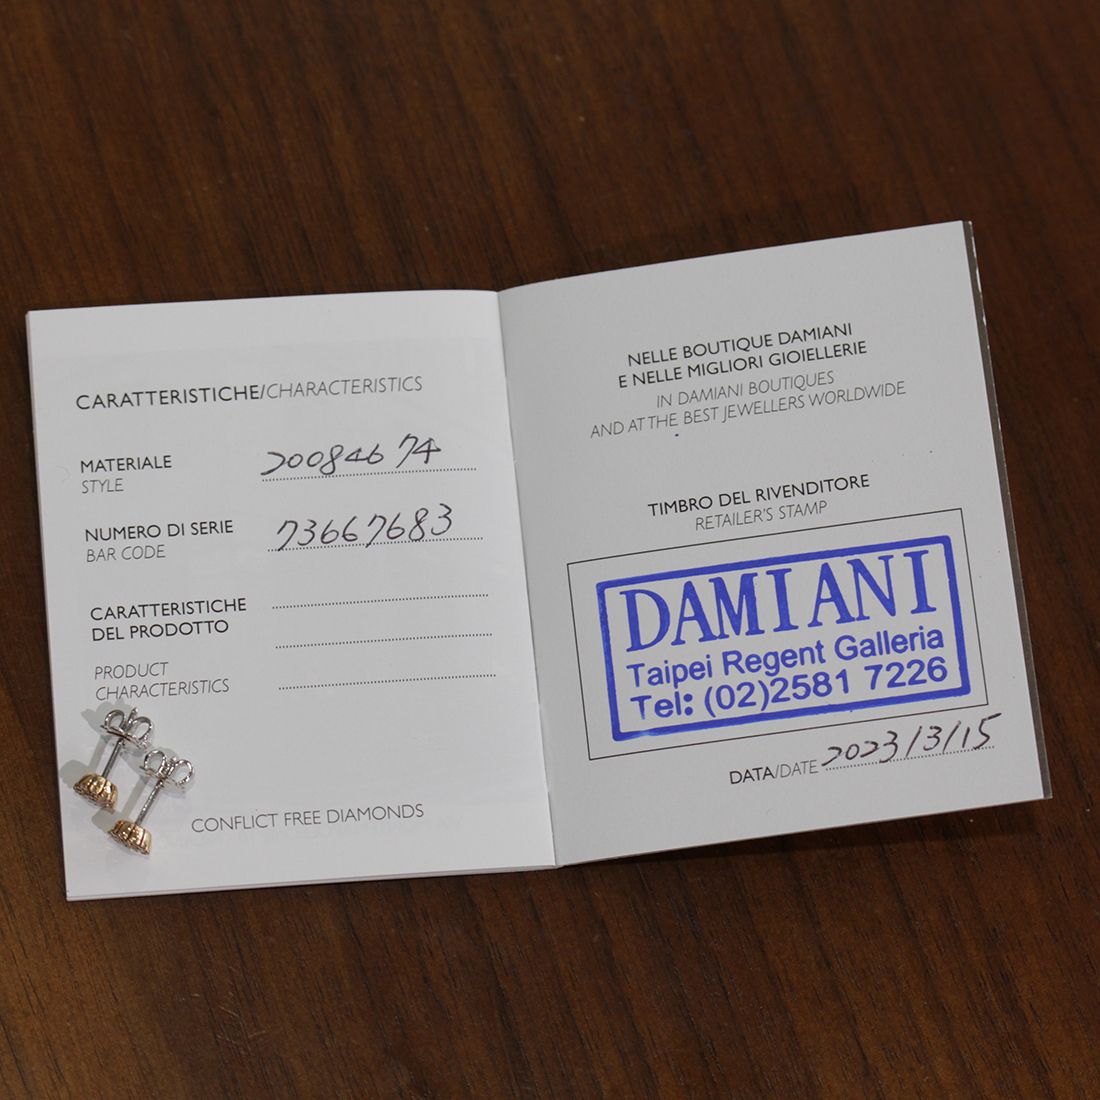 CARATTERISTICHE/CHARACTERISTICS
MATERIALE
STYLE
20084674
NUMERO DI SERIE
BAR CODE
73667683
CARATTERISTICHE
DEL PRODOTTO
PRODUCT
CHARACTERISTICS
CONFLICT FREE DIAMONDS
NELLE BOUTIQUE DAMIANI
E NELLE MIGLIORI GIOIELLERIE
IN DAMIANI BOUTIQUES
AND AT THE BEST JEWELLERS WORLDWIDE
TIMBRO DEL RIVENDITORE
RETAILER'S STAMP
DAMIANI
Taipei Regent Galleria
Tel: (02)2581 7226
DATA/DATE 2023/3/15